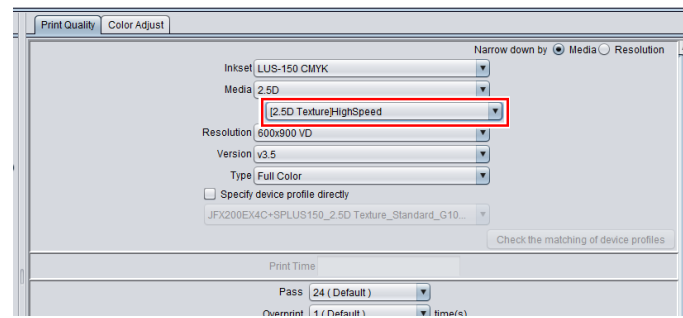 Print Quality Color Adjust
Narrow down by Media Resolution
Inkset LUS-150 CMYK
Media 2.5D
[2.5D Texture]HighSpeed
Resolution 600x900 VD
Version v3.5
Type Full Color
Specify device profile directly
JFX200EX4C+SPLUS150_2.5D Texture_Standard_G10...
Check the matching of device profiles
Print Time
Pass 24 ( Default )
Overprint 1 ( Default ) time(s)